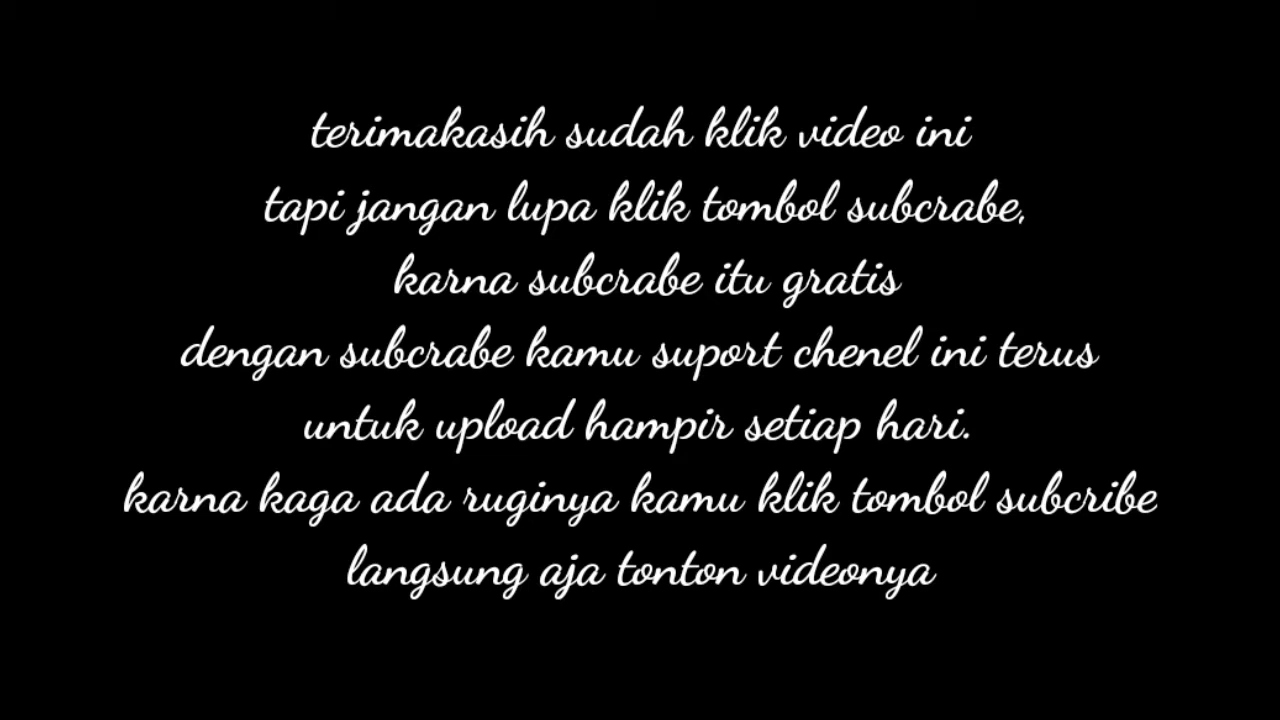 terimakasih sudah klik video ini
tapi jangan lupa klik tombol subcrabe,
karna subcrabe itu gratis
dengan subcrabe kamu suport chenel ini terus
untuk upload hampir setiap hari.
karna kaga ada ruginya kamu klik tombol subcribe
langsung aja tonton videonya